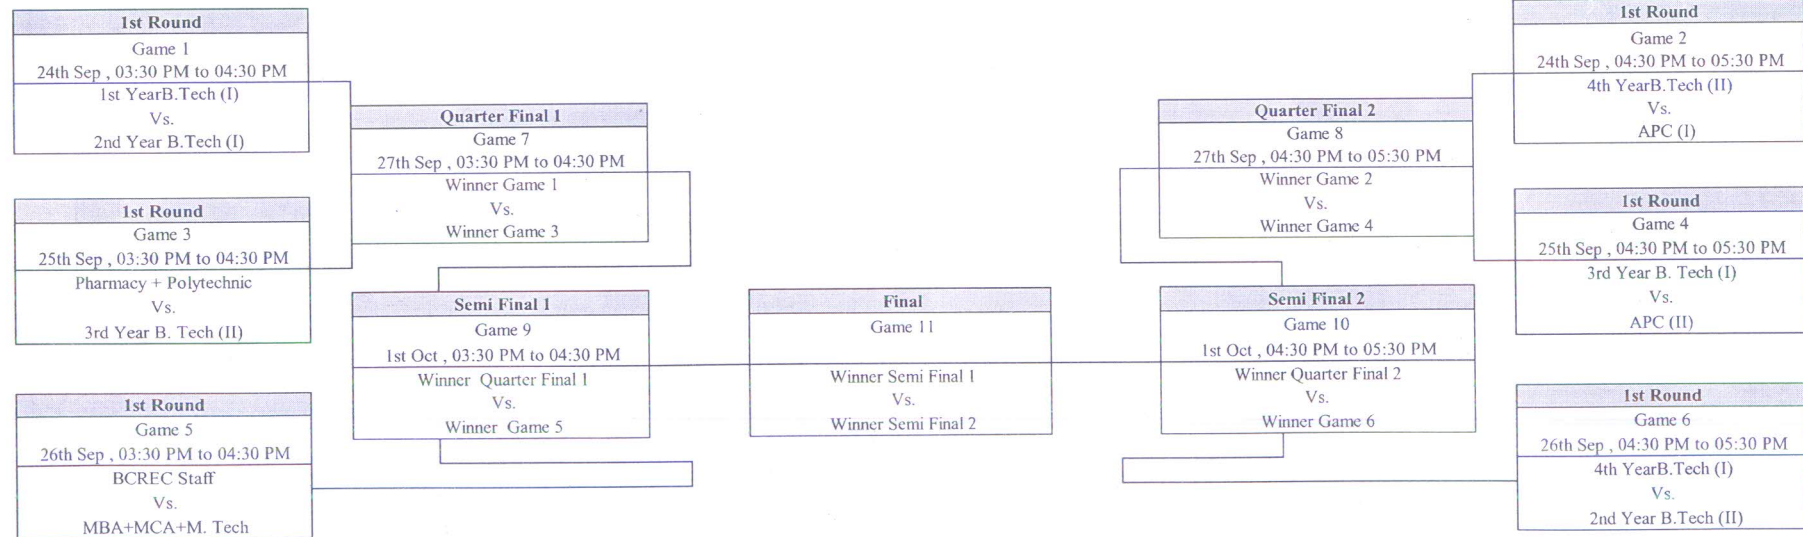 1st Round
Game 1
24th Sep , 03:30 PM to 04:30 PM
1st YearB.Tech (I)
Vs.
2nd Year B.Tech (I)
1st Round
Game 3
25th Sep , 03:30 PM to 04:30 PM
Pharmacy + Polytechnic
Vs.
3rd Year B. Tech (II)
1st Round
Game 5
26th Sep , 03:30 PM to 04:30 PM
BCREC Staff
Vs.
MBA+MCA+M. Tech
Quarter Final 1
Game 7
27th Sep , 03:30 PM to 04:30 PM
Winner Game 1
Vs.
Winner Game 3
Semi Final 1
Game 9
1st Oct , 03:30 PM to 04:30 PM
Winner Quarter Final 1
Vs.
Winner Game 5
Final
Game 11
Winner Semi Final 1
Vs.
Winner Semi Final 2
Quarter Final 2
Game 8
27th Sep , 04:30 PM to 05:30 PM
Winner Game 2
Vs.
Winner Game 4
Semi Final 2
Game 10
1st Oct , 04:30 PM to 05:30 PM
Winner Quarter Final 2
Vs.
Winner Game 6
1st Round
Game 2
24th Sep , 04:30 PM to 05:30 PM
4th YearB.Tech (II)
Vs.
APC (I)
1st Round
Game 4
25th Sep , 04:30 PM to 05:30 PM
3rd Year B. Tech (I)
Vs.
APC (II)
1st Round
Game 6
26th Sep , 04:30 PM to 05:30 PM
4th YearB.Tech (I)
Vs.
2nd Year B.Tech (II)